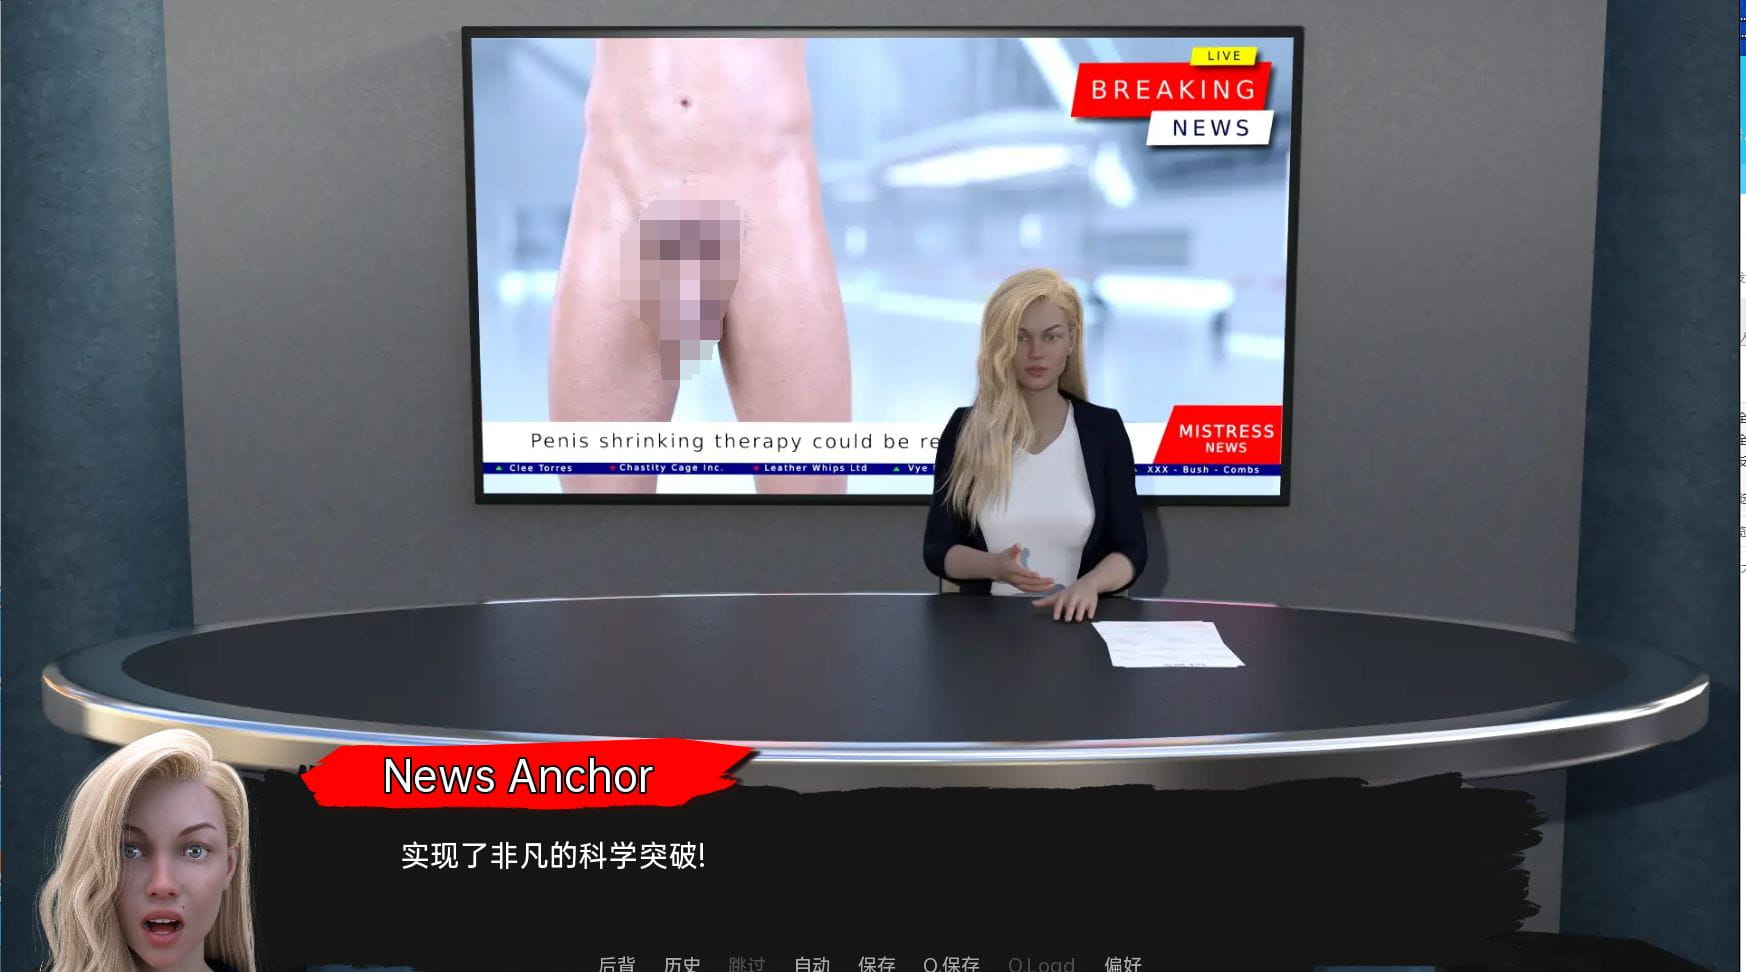 LIVE
BREAKING
NEWS
MISTRESS
NEWS
Penis shrinking therapy could be re
Clee Torres Chastity Cage Inc. Leather Whips Ltd Vye XXX - Bush - Combs
News Anchor
实现了非凡的科学突破!
后背 历史 跳过 自动 保存 Q.保存 Q.Load 偏好